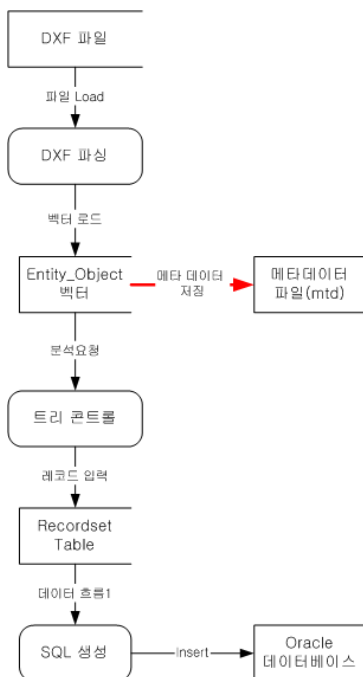 DXF 파일
파일 Load
DXF 파싱
벡터 로드
Entity_Object
벡터
메타 데이터
저장
메타데이터
파일(mtd)
분석요청
트리 콘트롤
레코드 입력
Recordset
Table
데이터 흐름1
SQL 생성
Insert
Oracle
데이터베이스